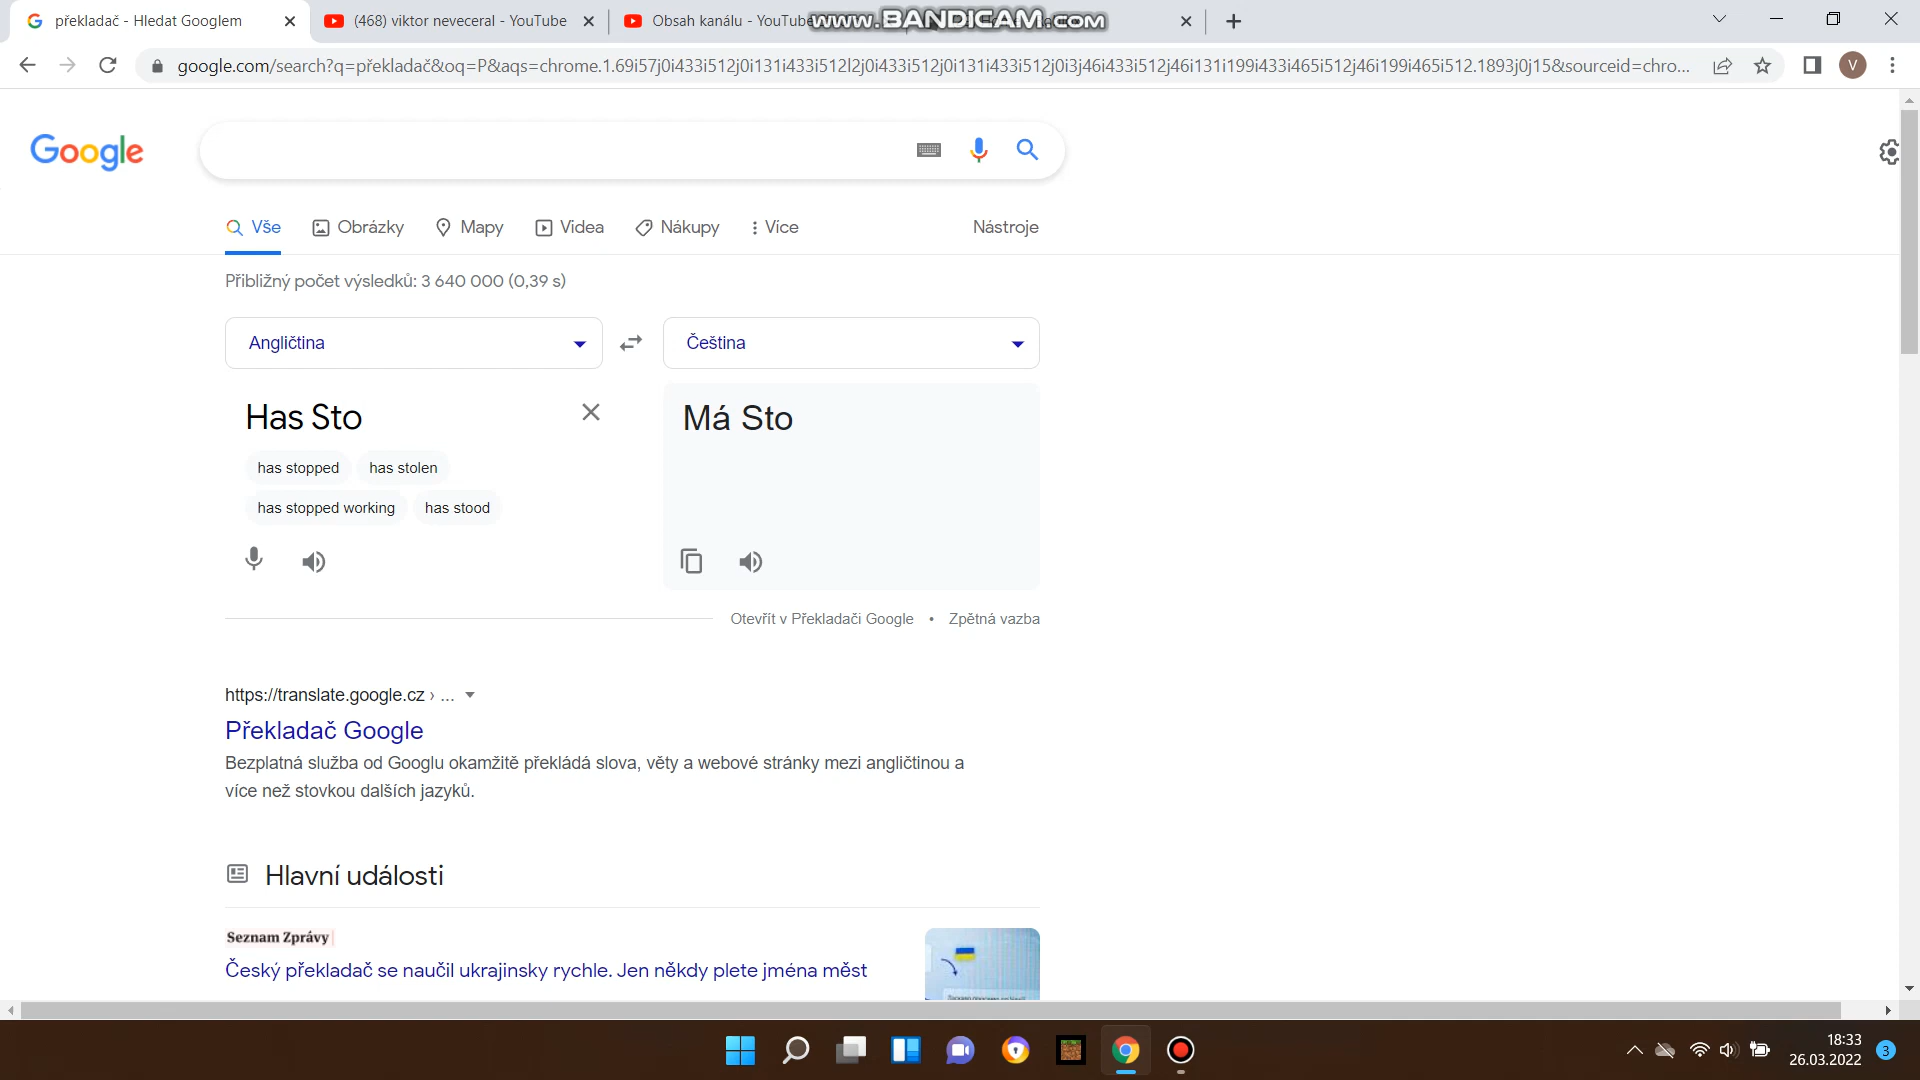 překladač - Hledat Googlem
(468) viktor neveceral - YouTube
Obsah kanálu - YouTube
www.BANDICAM.com
google.com/search?q=překladač&oq=P&aqs=chrome.1.69i57j0i433i512j0i131i433i512l2j0i433i512j0i131i433i512j0i3j46i433i512j46i131i199i433i465i512j46i199i465i512.1893j0j15&sourceid=chro...
V
Google
Vše
Obrázky
Mapy
Videa
Nákupy
Více
Nástroje
Přibližný počet výsledků: 3 640 000 (0,39 s)
Angličtina
Čeština
Has Sto
Má Sto
has stopped
has stolen
has stopped working
has stood
Otevřít v Překladači Google • Zpětná vazba
https://translate.google.cz › ...
Překladač Google
Bezplatná služba od Googlu okamžitě překládá slova, věty a webové stránky mezi angličtinou a
více než stovkou dalších jazyků.
Hlavní události
Seznam Zprávy
Český překladač se naučil ukrajinsky rychle. Jen někdy plete jména měst
18:33
26.03.2022
3